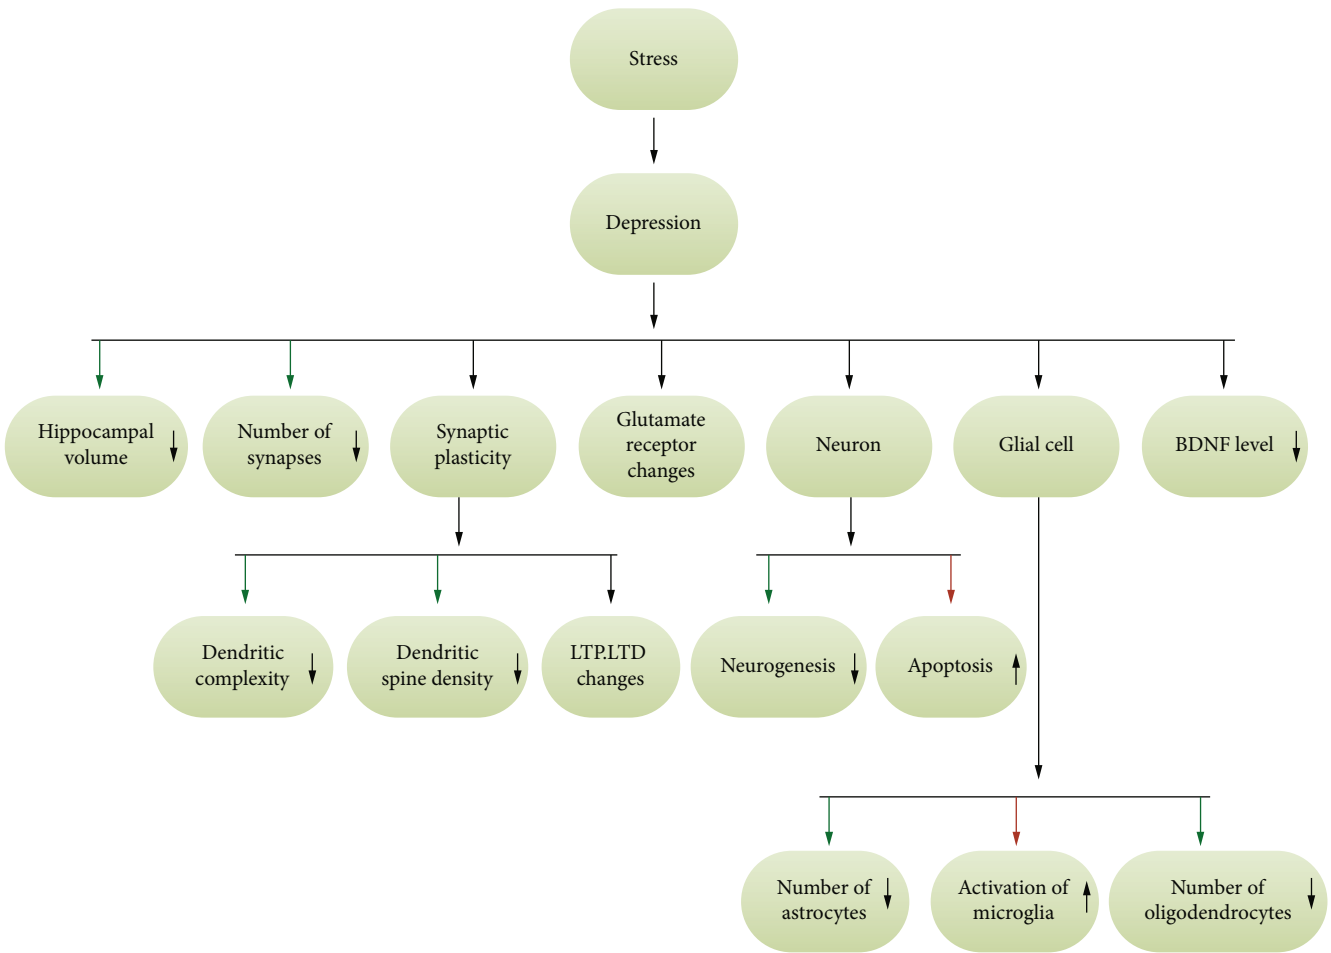 Stress
Depression
Hippocampal
volume
Number of
synapses
Synaptic
plasticity
Glutamate
receptor
changes
Neuron
Glial cell
BDNF level
Dendritic
complexity
Dendritic
spine density
LTP.LTD
changes
Neurogenesis
Apoptosis
Number of
astrocytes
Activation of
microglia
Number of
oligodendrocytes